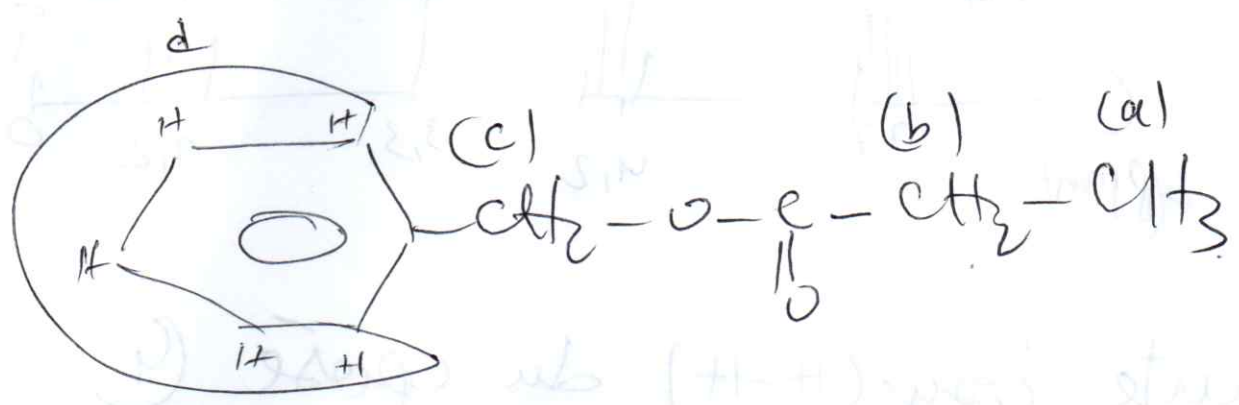 d
H H (c) (b) (a)
H CH2 - O - C - CH2 - CH3
O
H H